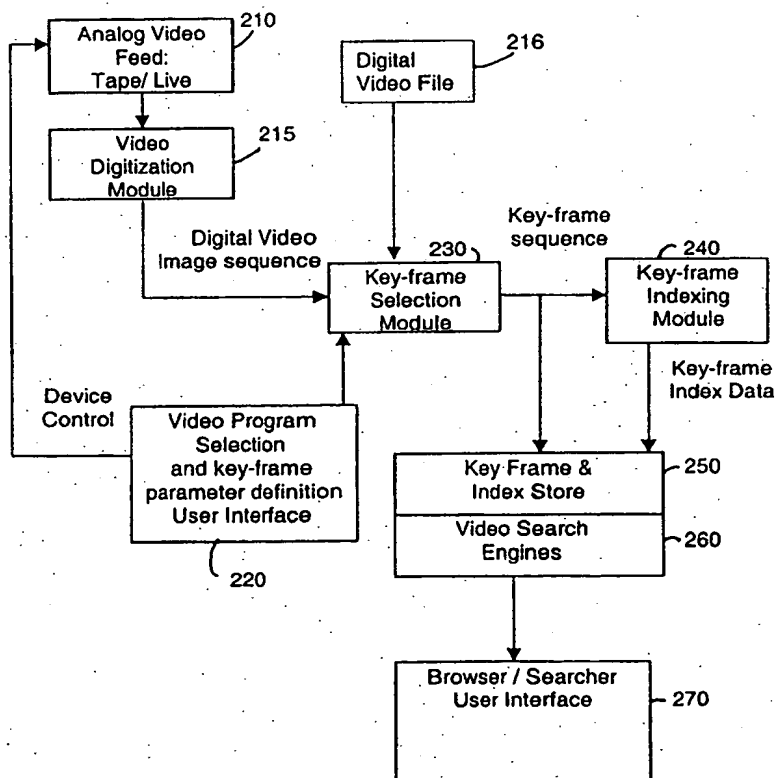 210
Analog Video
Feed:
Tape/ Live
216
Digital
Video File
215
Video
Digitization
Module
Digital Video
Image sequence
Key-frame
sequence
230
Key-frame
Selection
Module
240
Key-frame
Indexing
Module
Device
Control
Key-frame
Index Data
Video Program
Selection
and key-frame
parameter definition
User Interface
220
Key Frame &
Index Store
250
Video Search
Engines
260
Browser / Searcher
User Interface
270